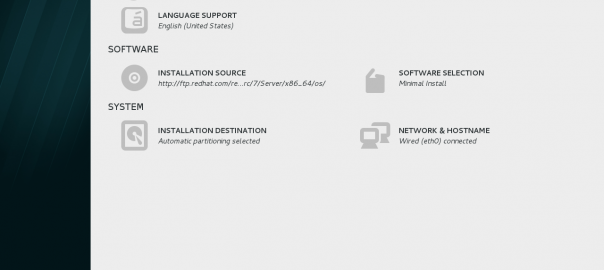 LANGUAGE SUPPORT
English (United States)
SOFTWARE
INSTALLATION SOURCE
http://ftp.redhat.com/re...rc/7/Server/x86_64/os/
SOFTWARE SELECTION
Minimal Install
SYSTEM
INSTALLATION DESTINATION
Automatic partitioning selected
NETWORK & HOSTNAME
Wired (eth0) connected